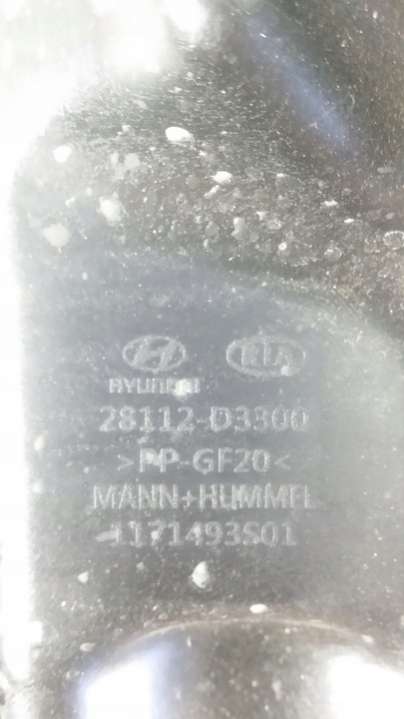 KIA
HYUNDAI
28112-D3300
>PP-GF20<
MANN+HUMMEL
1171493S01